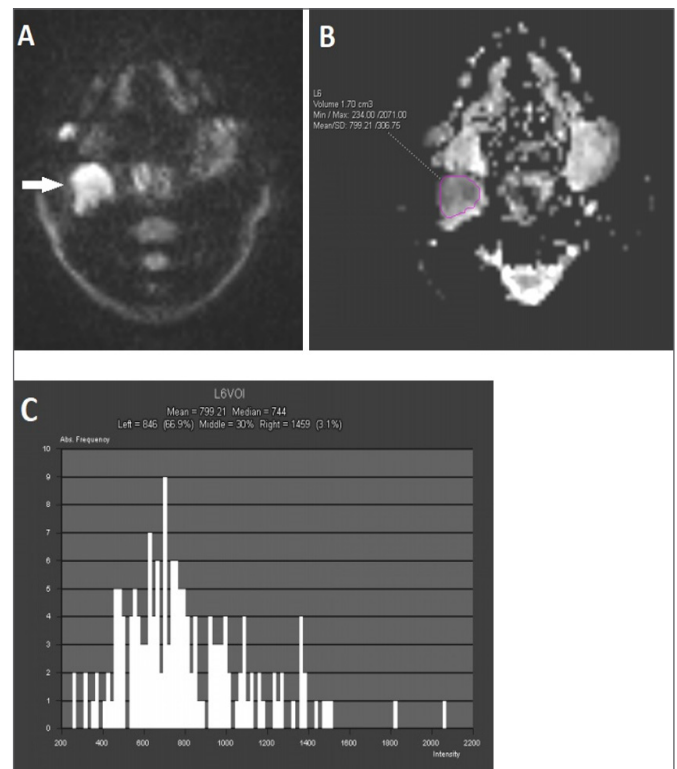 A
B
L6
Volume 1.70 cm3
Min / Max: 234.00 /2071.00
Mean/SD: 799.21 /306.75
C
L6VOI
Mean = 799.21 Median = 744
Left = 846 (66.9%) Middle = 30% Right = 1459 (3.1%)
Abs. Frequency
10
9
8
7
6
5
4
3
2
1
0
200 400 600 800 1000 1200 1400 1600 1800 2000 2200
Intensity